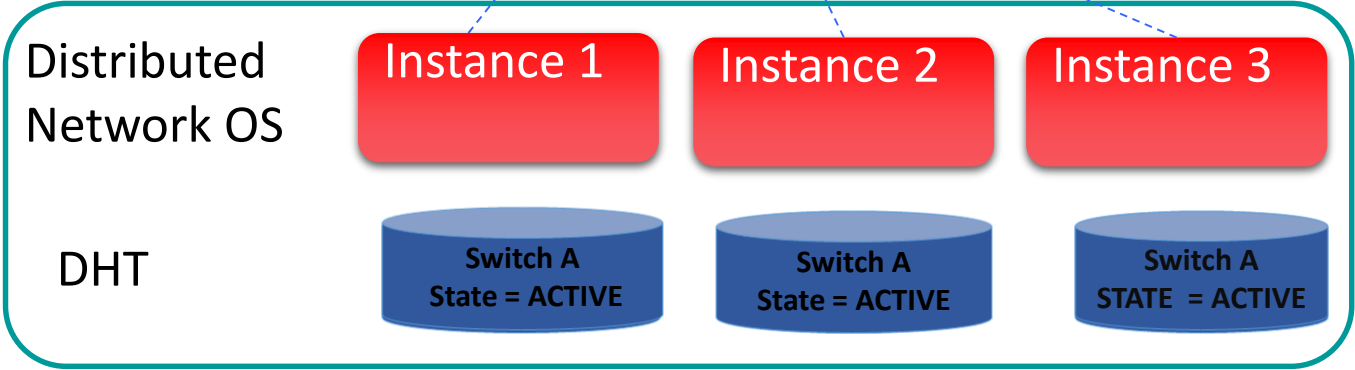 Distributed
Network OS
Instance 1
Instance 2
Instance 3
DHT
Switch A
State = ACTIVE
Switch A
State = ACTIVE
Switch A
STATE = ACTIVE